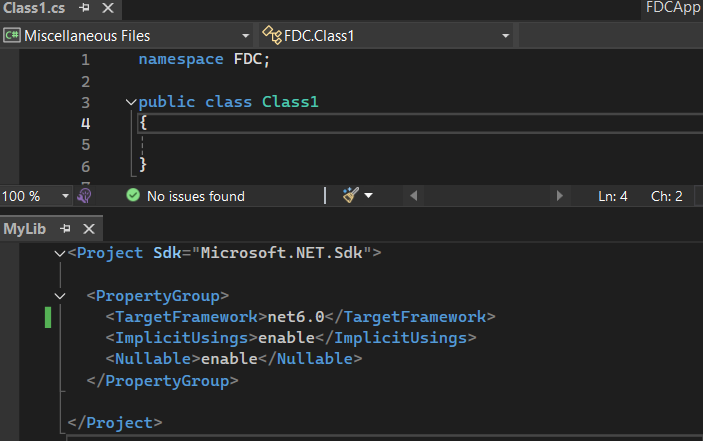 Class1.cs
FDCApp
C# Miscellaneous Files
FDC.Class1
1 namespace FDC;
2
3 public class Class1
4 {
5
6 }
100 %
No issues found
Ln: 4
Ch: 2
MyLib
<Project Sdk="Microsoft.NET.Sdk">
<PropertyGroup>
<TargetFramework>net6.0</TargetFramework>
<ImplicitUsings>enable</ImplicitUsings>
<Nullable>enable</Nullable>
</PropertyGroup>
</Project>